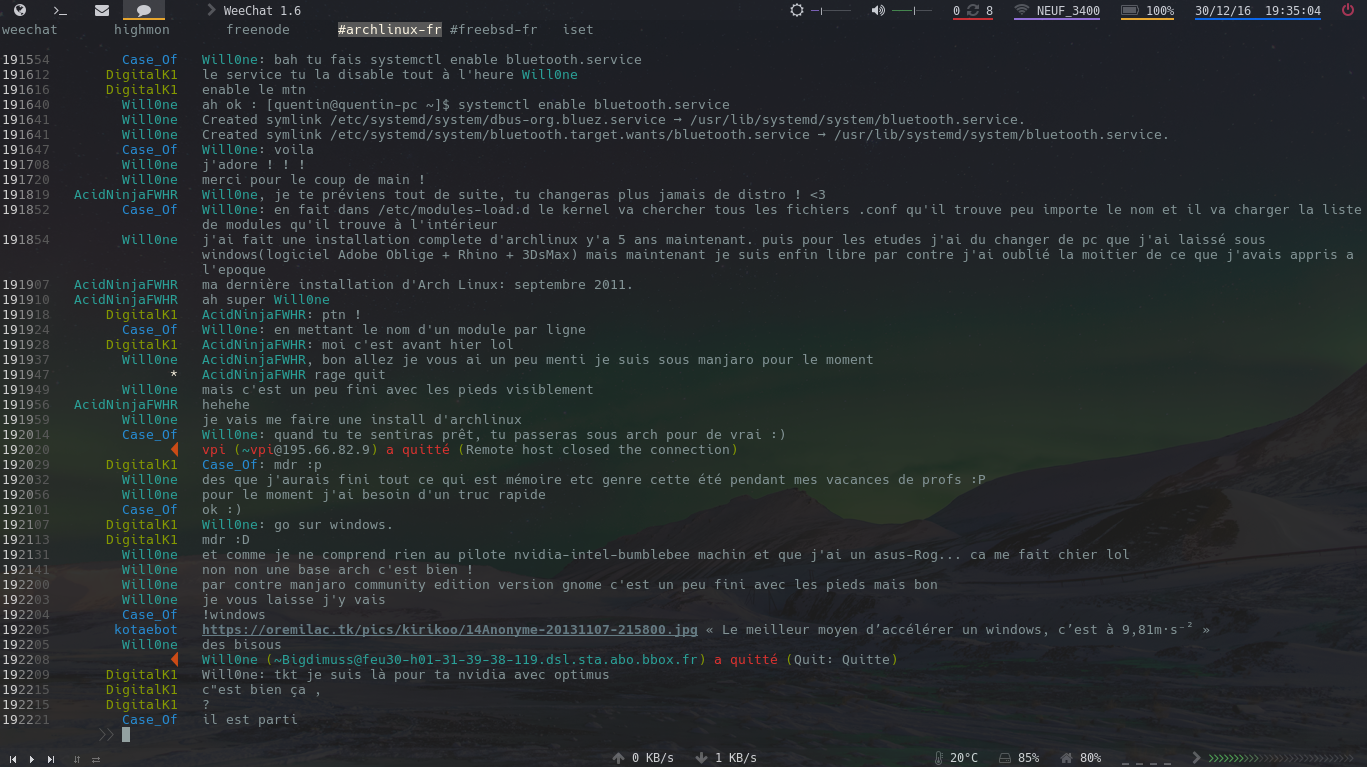 WeeChat 1.6 0 8 NEUF_3400 100% 30/12/16 19:35:04
weechat highmon freenode #archlinux-fr #freebsd-fr iset
191554 Case_Of Will0ne: bah tu fais systemctl enable bluetooth.service
191612 DigitalK1 le service tu la disable tout à l'heure Will0ne
191616 DigitalK1 enable le mtn
191640 Will0ne ah ok : [quentin@quentin-pc ~]$ systemctl enable bluetooth.service
191641 Will0ne Created symlink /etc/systemd/system/dbus-org.bluez.service → /usr/lib/systemd/system/bluetooth.service.
191641 Will0ne Created symlink /etc/systemd/system/bluetooth.target.wants/bluetooth.service → /usr/lib/systemd/system/bluetooth.service.
191647 Case_Of Will0ne: voila
191708 Will0ne j'adore ! ! !
191720 Will0ne merci pour le coup de main !
191819 AcidNinjaFWHR Will0ne, je te préviens tout de suite, tu changeras plus jamais de distro ! <3
191852 Case_Of Will0ne: en fait dans /etc/modules-load.d le kernel va chercher tous les fichiers .conf qu'il trouve peu importe le nom et il va charger la liste
de modules qu'il trouve à l'intérieur
191854 Will0ne j'ai fait une installation complete d'archlinux y'a 5 ans maintenant. puis pour les etudes j'ai du changer de pc que j'ai laissé sous
windows(logiciel Adobe Oblige + Rhino + 3DsMax) mais maintenant je suis enfin libre par contre j'ai oublié la moitier de ce que j'avais appris a
l'epoque
191907 AcidNinjaFWHR ma dernière installation d'Arch Linux: septembre 2011.
191910 AcidNinjaFWHR ah super Will0ne
191918 DigitalK1 AcidNinjaFWHR: ptn !
191924 Case_Of Will0ne: en mettant le nom d'un module par ligne
191928 DigitalK1 AcidNinjaFWHR: moi c'est avant hier lol
191937 Will0ne AcidNinjaFWHR, bon allez je vous ai un peu menti je suis sous manjaro pour le moment
191947 * AcidNinjaFWHR rage quit
191949 Will0ne mais c'est un peu fini avec les pieds visiblement
191956 AcidNinjaFWHR hehehe
191959 Will0ne je vais me faire une install d'archlinux
192014 Case_Of Will0ne: quand tu te sentiras prêt, tu passeras sous arch pour de vrai :)
192020 vpi (~vpi@195.66.82.9) a quitté (Remote host closed the connection)
192029 DigitalK1 Case_Of: mdr :p
192032 Will0ne des que j'aurais fini tout ce qui est mémoire etc genre cette été pendant mes vacances de profs :P
192056 Will0ne pour le moment j'ai besoin d'un truc rapide
192101 Case_Of ok :)
192107 DigitalK1 Will0ne: go sur windows.
192113 DigitalK1 mdr :D
192131 Will0ne et comme je ne comprend rien au pilote nvidia-intel-bumblebee machin et que j'ai un asus-Rog... ca me fait chier lol
192141 Will0ne non non une base arch c'est bien !
192200 Will0ne par contre manjaro community edition version gnome c'est un peu fini avec les pieds mais bon
192203 Will0ne je vous laisse j'y vais
192204 Case_Of !windows
192205 kotaebot https://oremilac.tk/pics/kirikoo/14Anonyme-20131107-215800.jpg « Le meilleur moyen d’accélérer un windows, c’est à 9,81m·s⁻² »
192205 Will0ne des bisous
192208 Will0ne (~Bigdimuss@feu30-h01-31-39-38-119.dsl.sta.abo.bbox.fr) a quitté (Quit: Quitte)
192209 DigitalK1 Will0ne: tkt je suis là pour ta nvidia avec optimus
192215 DigitalK1 c"est bien ça ,
192215 DigitalK1 ?
192221 Case_Of il est parti
>>
0 KB/s 1 KB/s 20°C 85% 80%